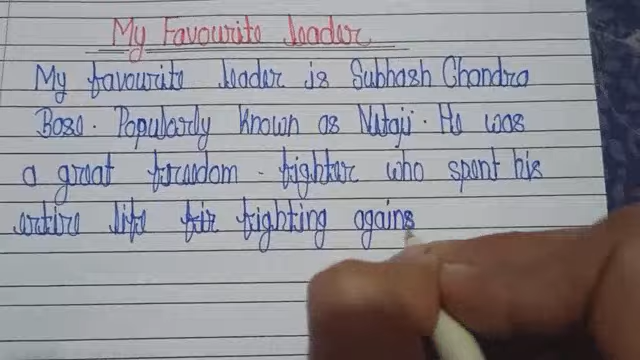 My Favourite leader
My favourite leader is Subhash Chandra
Bose. Popularly known as Netaji. He was
a great freedom-fighter who spent his
entire life for fighting agains